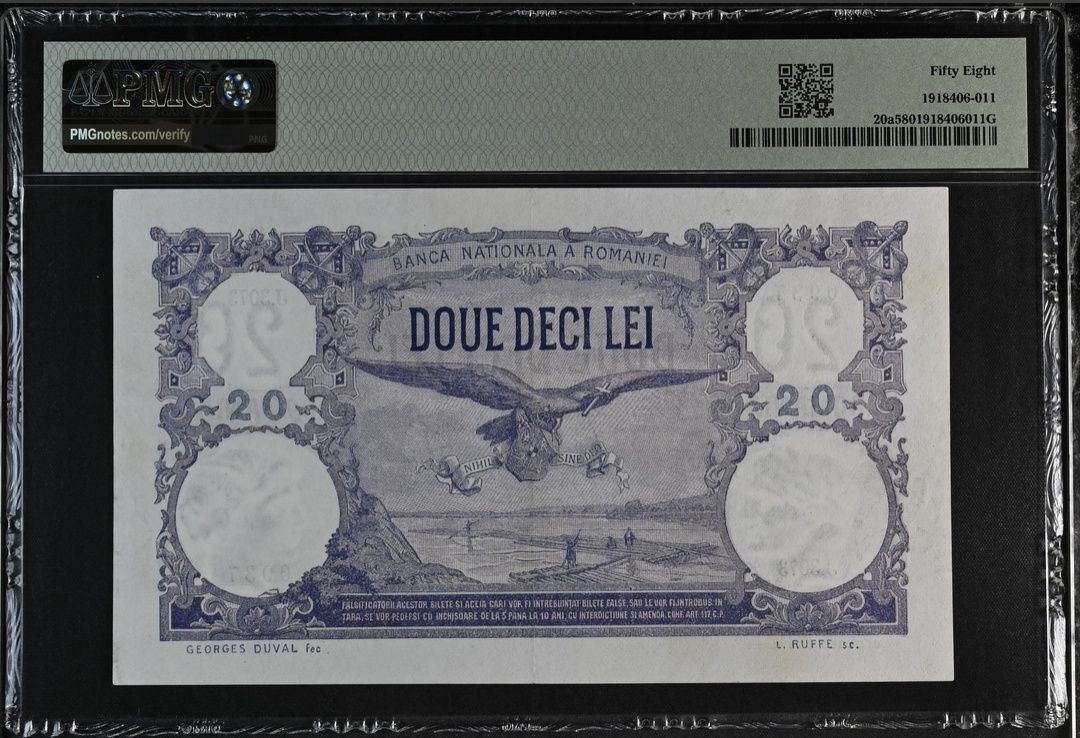 PMG
PMGnotes.com/verify
PNG
Fifty Eight
1918406-011
20a5801918406011G
BANCA NATIONALA A ROMANIEI
DOUE DECI LEI
20 20
NIHIL SINE DEO
FALSIFICATORII ACESTOR BILETE SI ACEIA CARI VOR FI INTREBUINTAT BILETE FALSE, SAU LE VOR FI INTRODUS IN
TARA, SE VOR PEDEPSI CU INCHISOARE DE LA 5 PANA LA 10 ANI, CU INTERDICTIUNE SI AMENDA. CONF. ART 117 C.P.
GEORGES DUVAL fec. L. RUFFE sc.